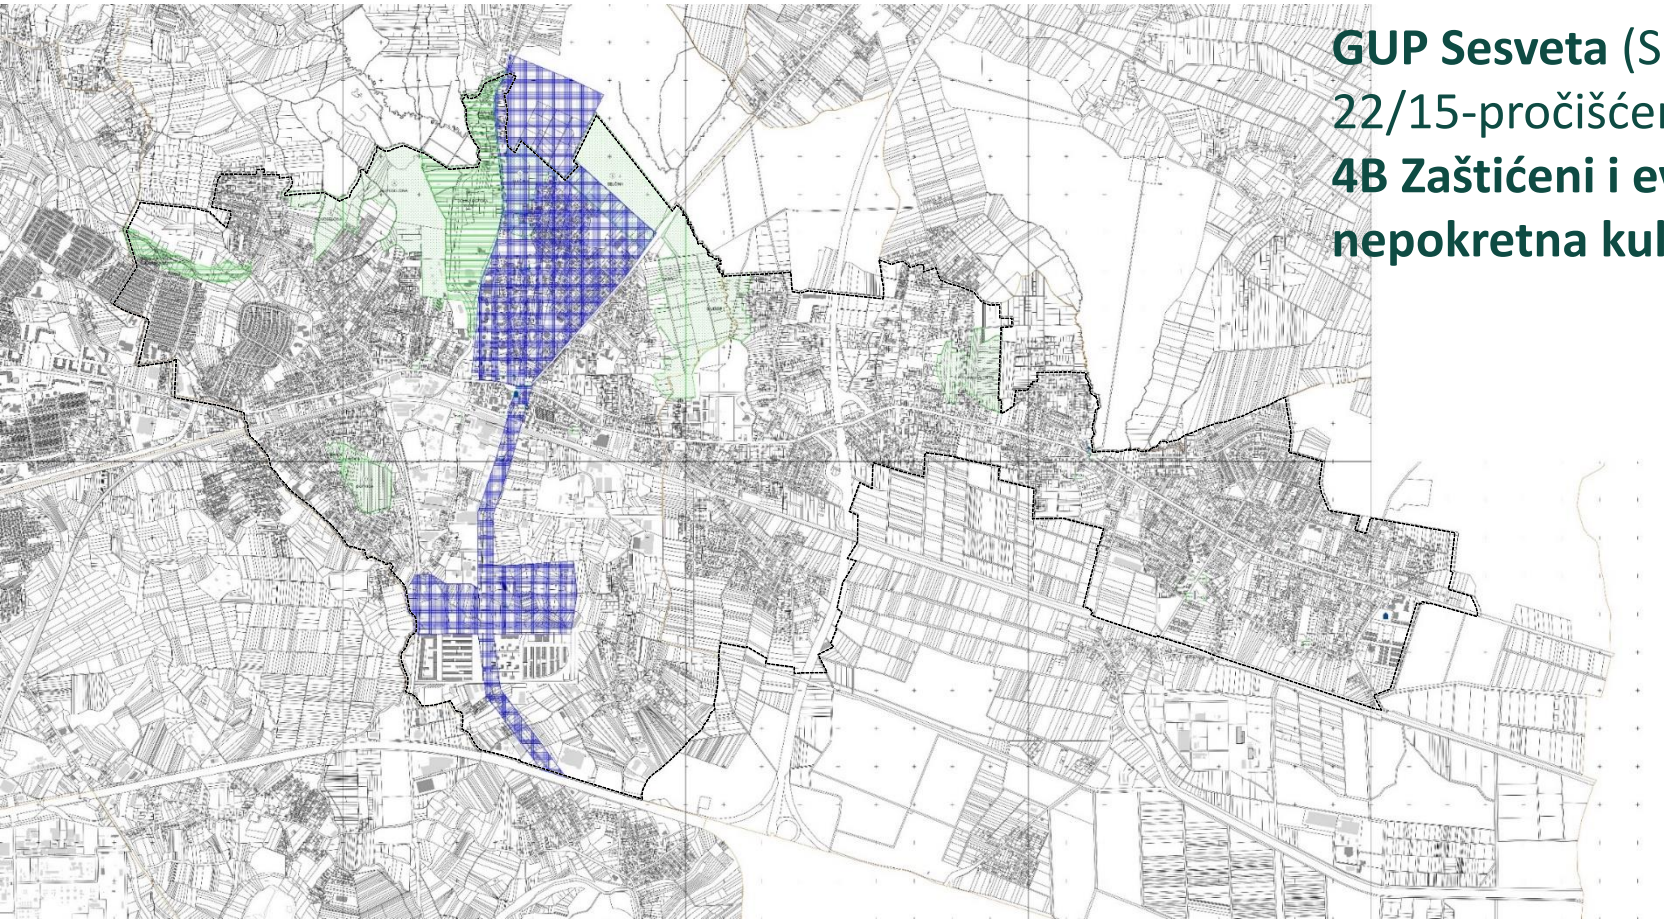 GUP Sesveta (S
22/15-pročišćen
4B Zaštićeni i ev
nepokretna kul